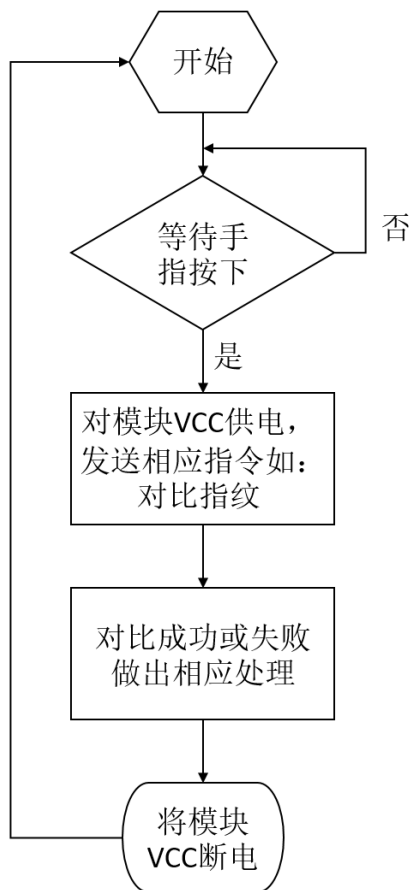 开始
等待手
指按下
否
是
对模块VCC供电，
发送相应指令如：
对比指纹
对比成功或失败
做出相应处理
将模块
VCC断电